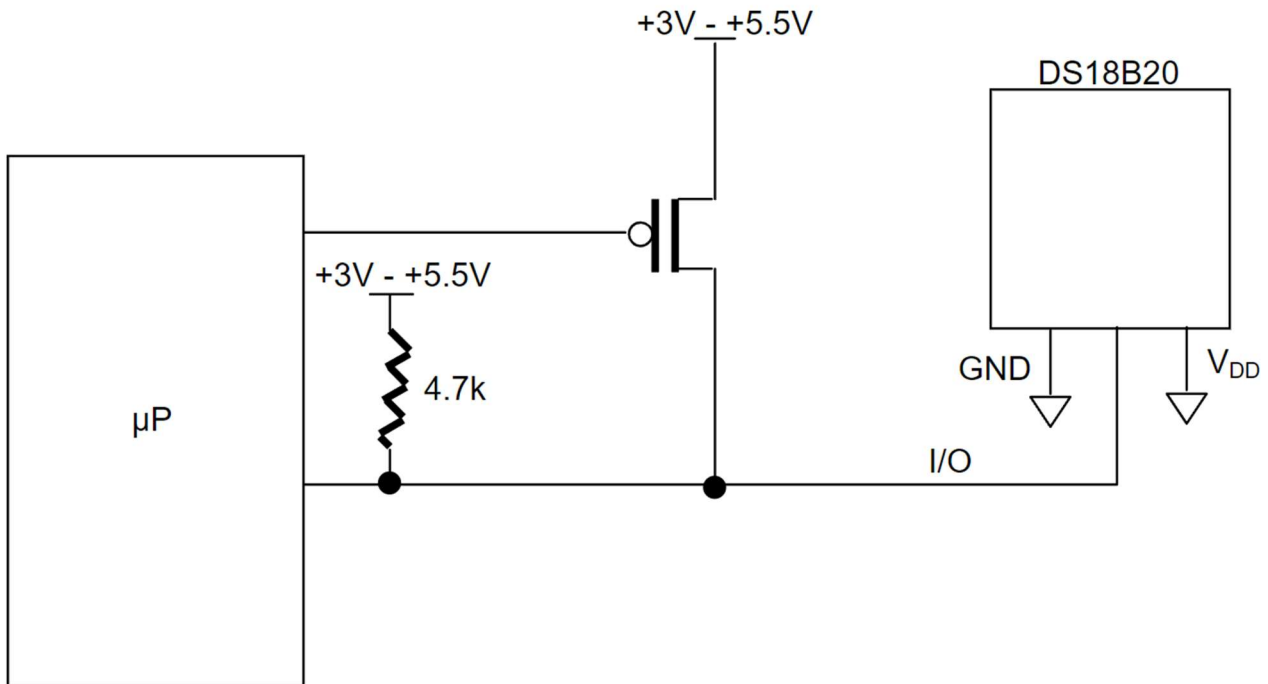 +3V - +5.5V
DS18B20
+3V - +5.5V
4.7k
GND
VDD
µP
I/O